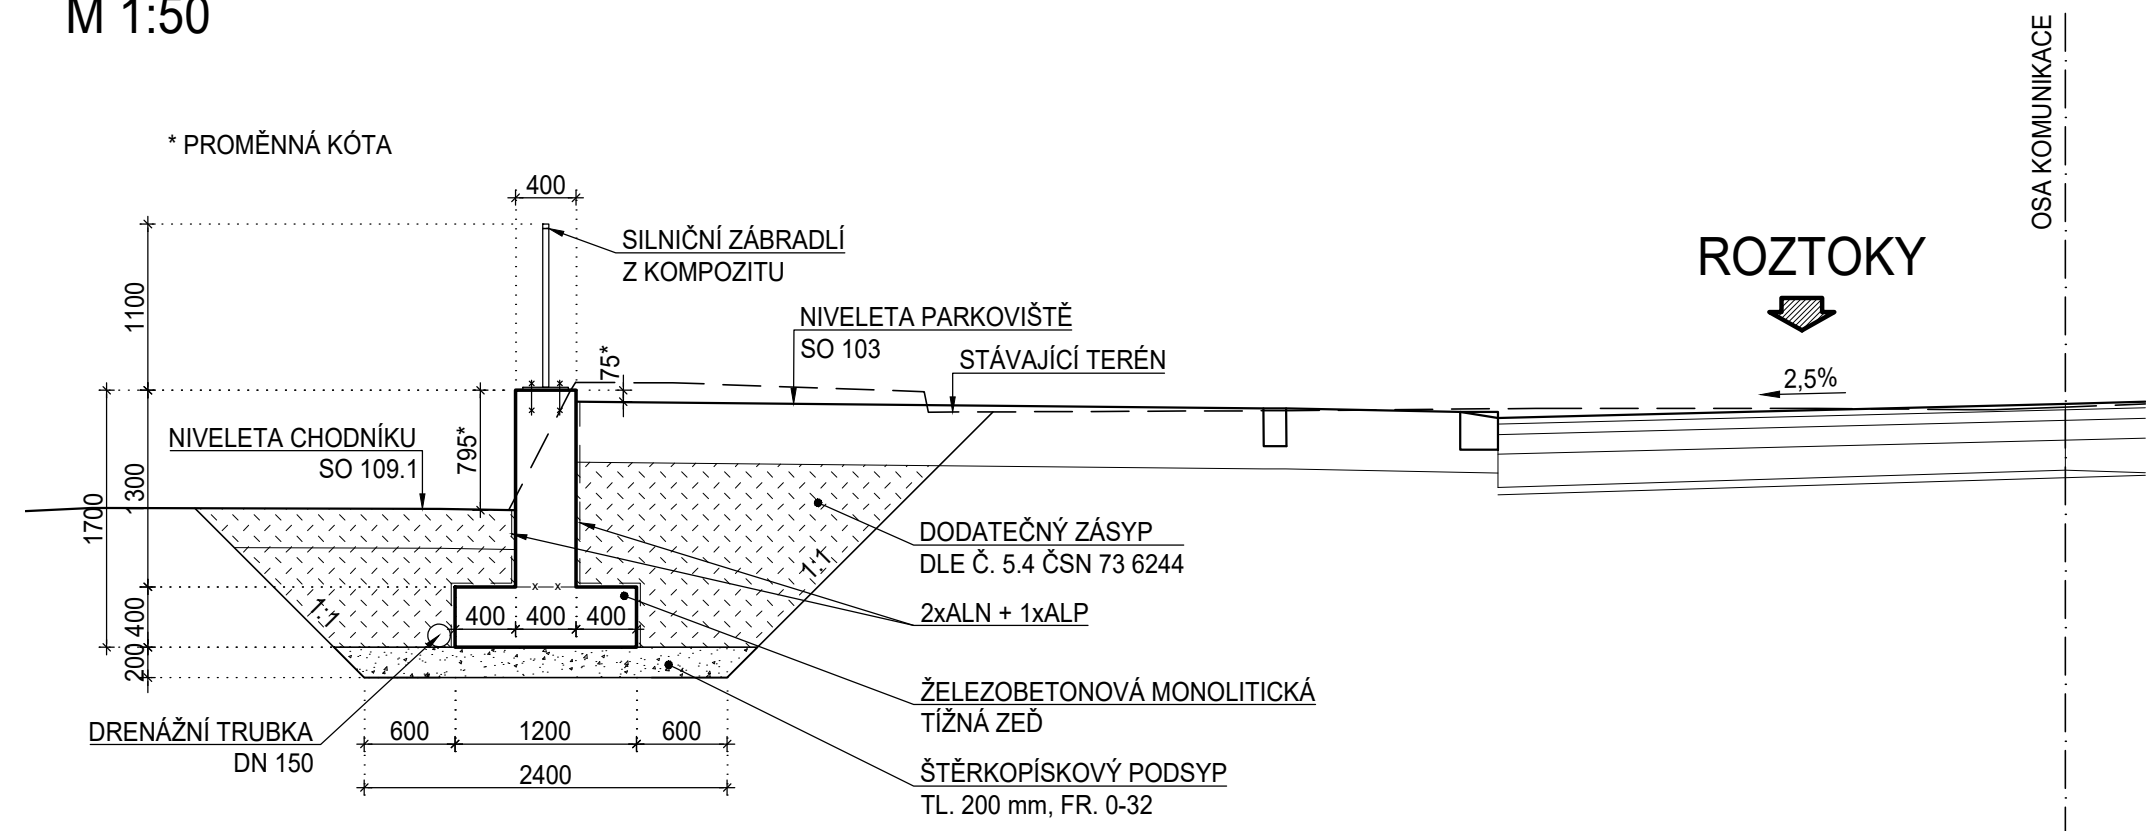 M 1:50
OSA KOMUNIKACE
* PROMĚNNÁ KÓTA
400
SILNIČNÍ ZÁBRADLÍ
Z KOMPOZITU
ROZTOKY
1100
NIVELETA PARKOVIŠTĚ
SO 103
75*
STÁVAJÍCÍ TERÉN
2,5%
NIVELETA CHODNÍKU
SO 109.1
795*
1300
1700
DODATEČNÝ ZÁSYP
DLE Č. 5.4 ČSN 73 6244
1:1
1:1
2xALN + 1xALP
400 400 400
400
200
ŽELEZOBETONOVÁ MONOLITICKÁ
TÍŽNÁ ZEĎ
DRENÁŽNÍ TRUBKA
DN 150
600 1200 600
2400
ŠTĚRKOPÍSKOVÝ PODSYP
TL. 200 mm, FR. 0-32